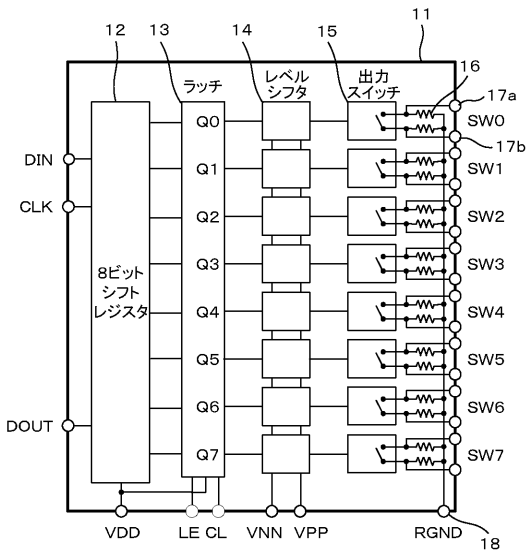 11
12
13
14
15
ラッチ
レベル
シフタ
出力
スイッチ
16
17a
Q0
SW0
17b
DIN
Q1
SW1
CLK
Q2
SW2
8ビット
シフト
レジスタ
Q3
SW3
Q4
SW4
Q5
SW5
DOUT
Q6
SW6
Q7
SW7
VDD
LE
CL
VNN
VPP
RGND
18